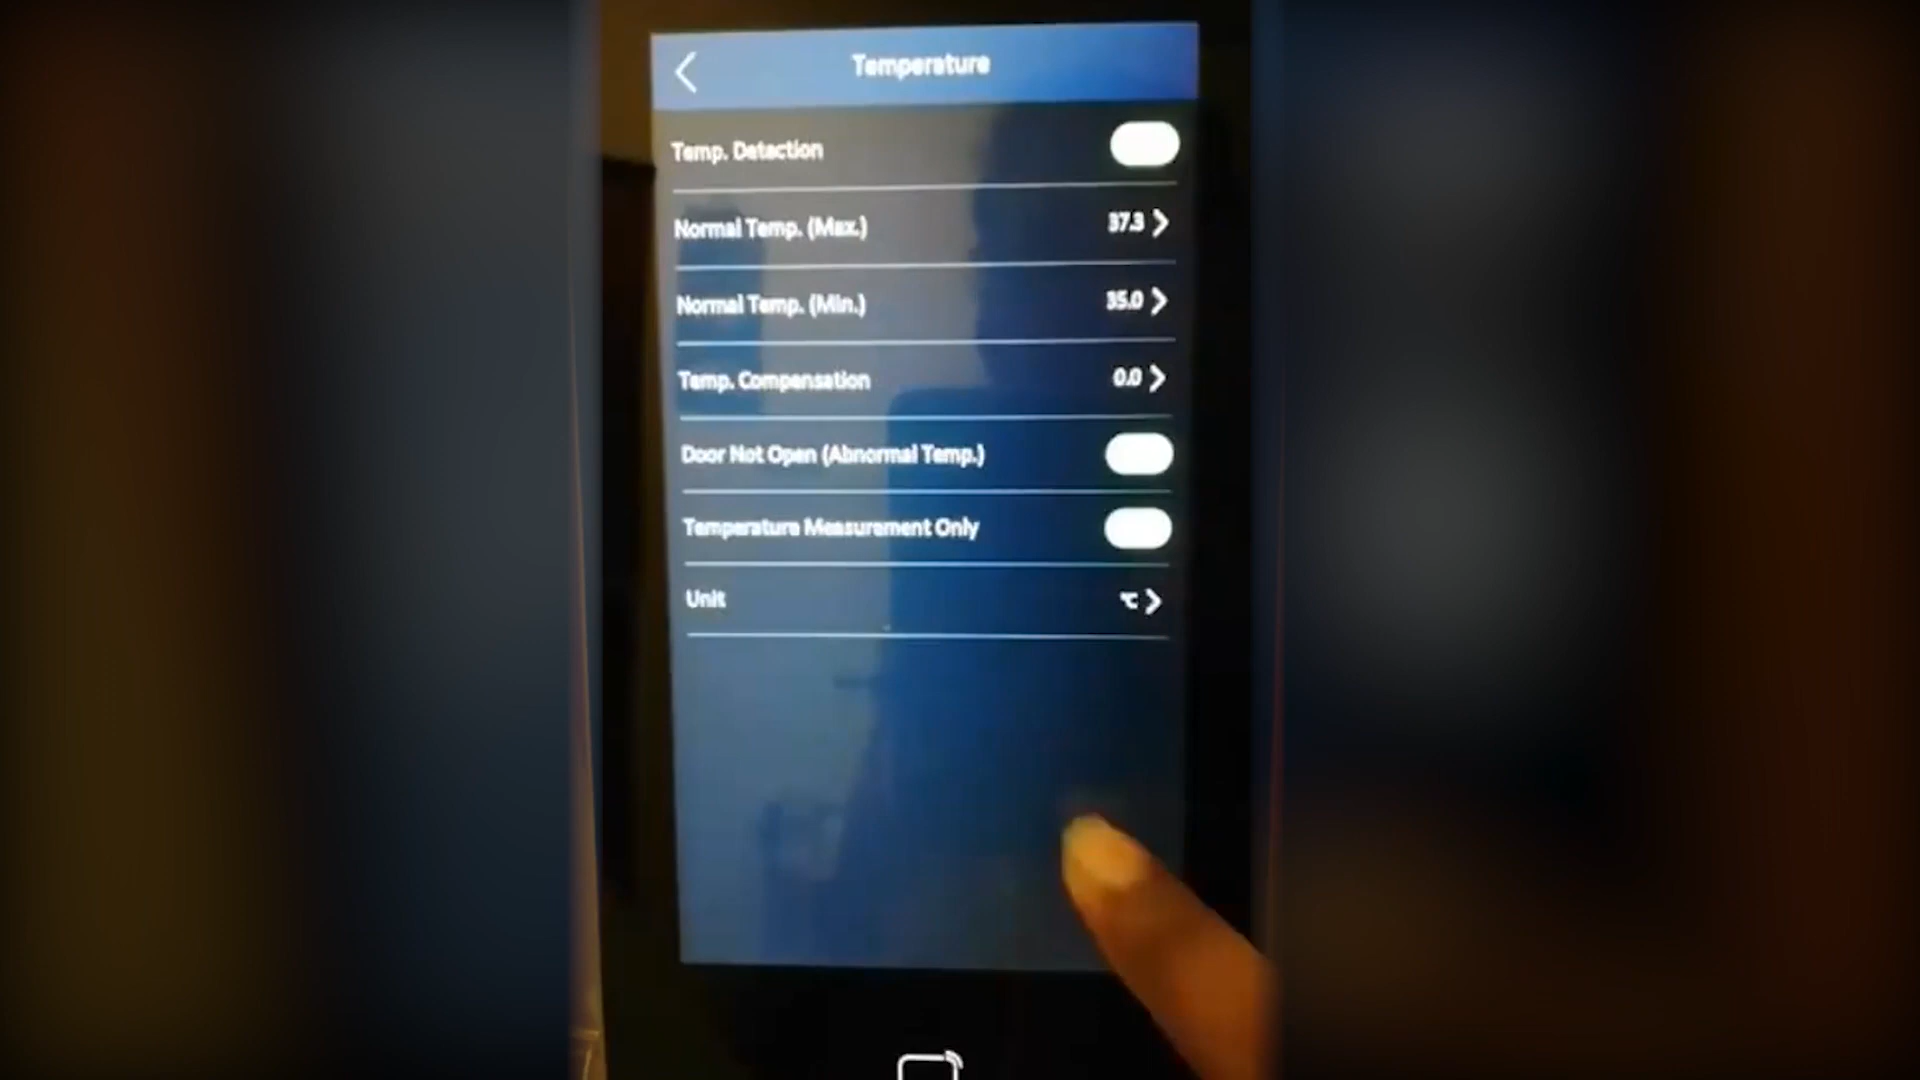 Temperature
Temp. Detection
Normal Temp. (Max.) 37.3
Normal Temp. (Min.) 35.0
Temp. Compensation 0.0
Door Not Open (Abnormal Temp.)
Temperature Measurement Only
Unit ℃